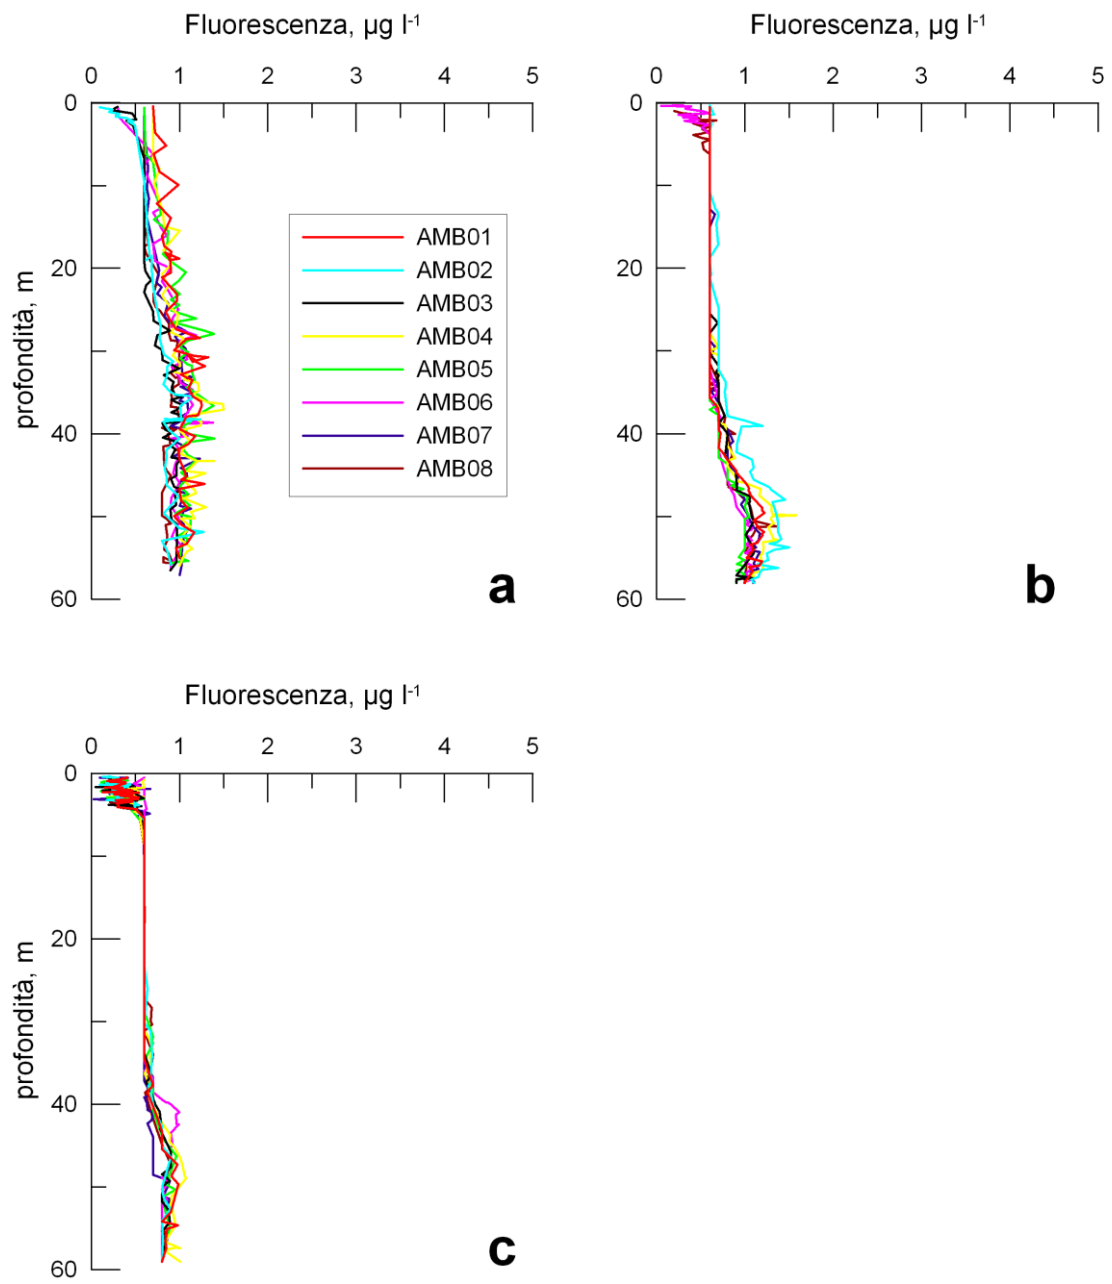 Fluorescenza, µg l⁻¹
0 1 2 3 4 5
0
20
40
60
profondità, m
AMB01
AMB02
AMB03
AMB04
AMB05
AMB06
AMB07
AMB08
a
Fluorescenza, µg l⁻¹
0 1 2 3 4 5
0
20
40
60
b
Fluorescenza, µg l⁻¹
0 1 2 3 4 5
0
20
40
60
profondità, m
c